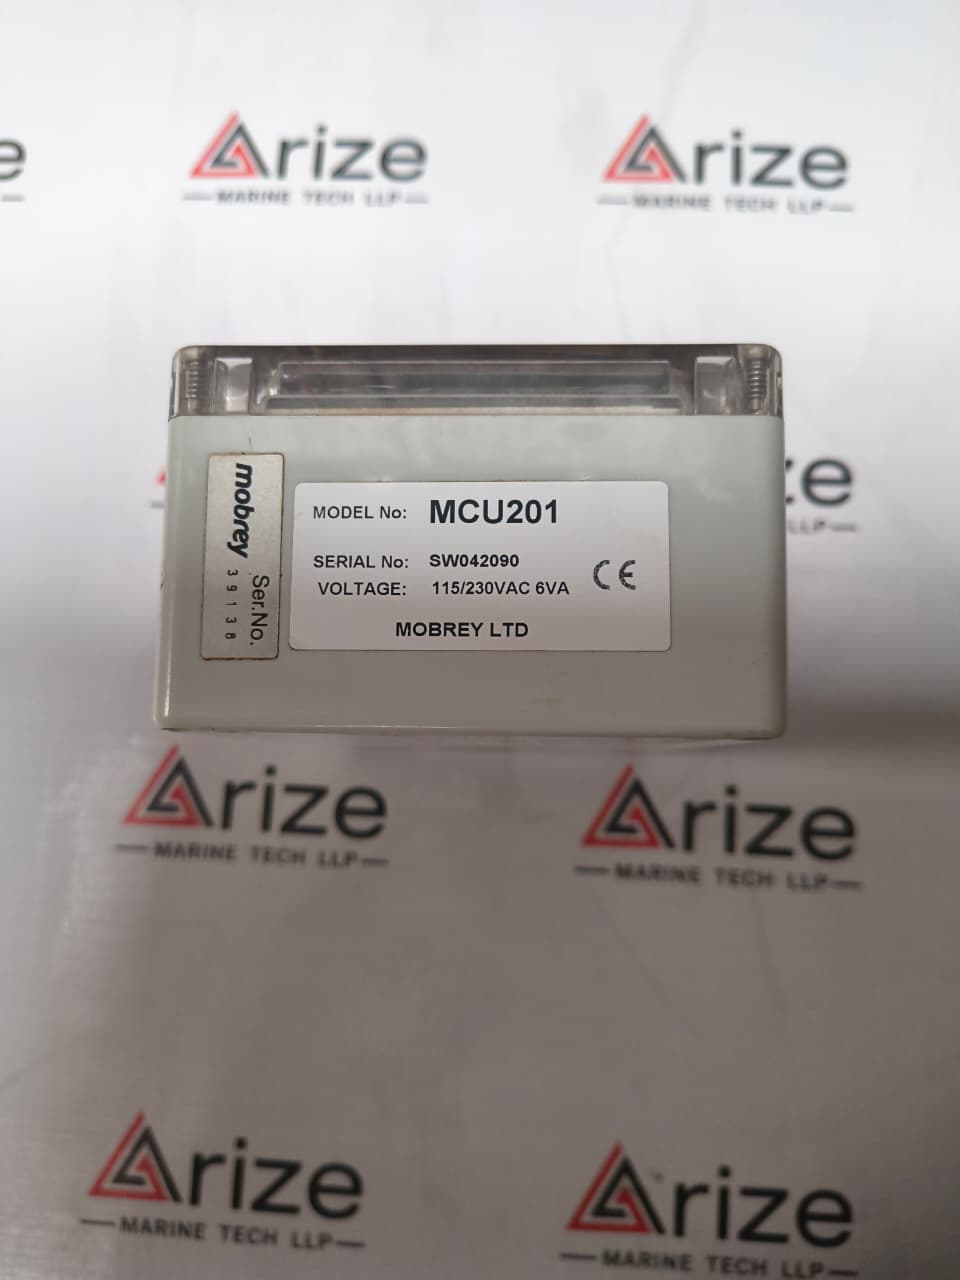 Arize
MARINE TECH LLP
Arize
MARINE TECH LLP
mobrey
Ser.No.
39138
MODEL No: MCU201
SERIAL No: SW042090
VOLTAGE: 115/230VAC 6VA
CE
MOBREY LTD
Arize
MARINE TECH LLP
Arize
MARINE TECH LLP
Arize
MARINE TECH LLP
Arize
MARINE TECH LLP